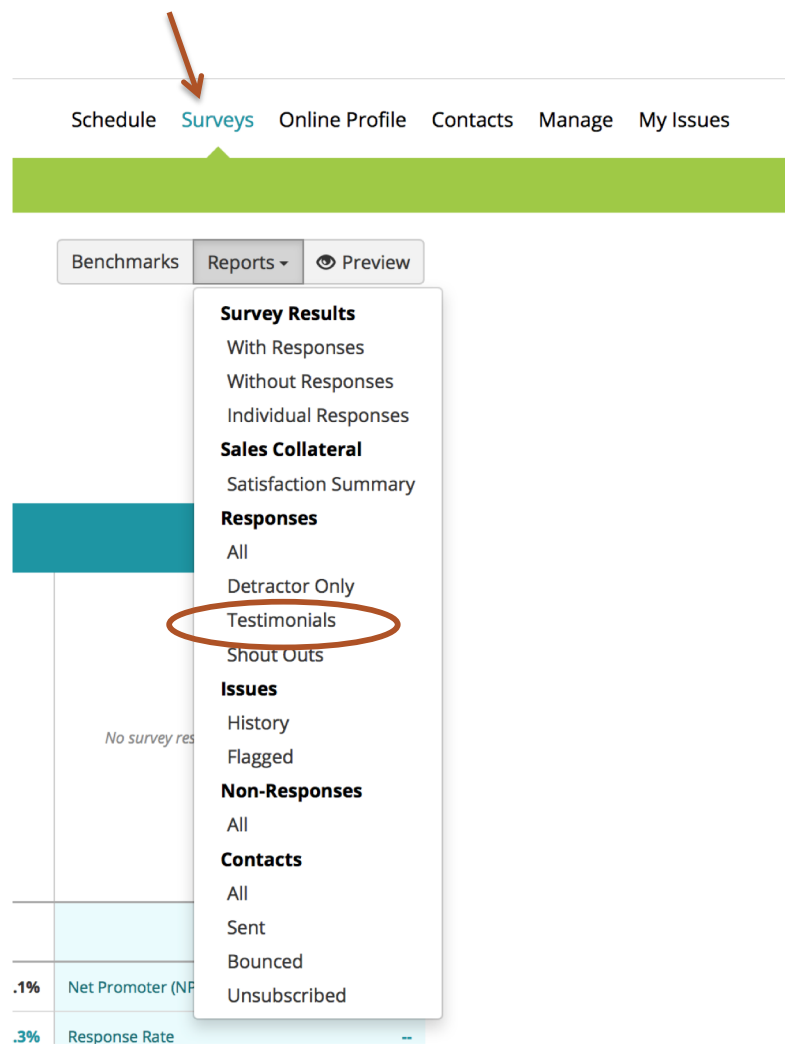 Schedule Surveys Online Profile Contacts Manage My Issues
Benchmarks Reports Preview
Survey Results
With Responses
Without Responses
Individual Responses
Sales Collateral
Satisfaction Summary
Responses
All
Detractor Only
Testimonials
Shout Outs
Issues
History
Flagged
No survey res
Non-Responses
All
Contacts
All
Sent
Bounced
Unsubscribed
.1% Net Promoter (NP
.3% Response Rate --